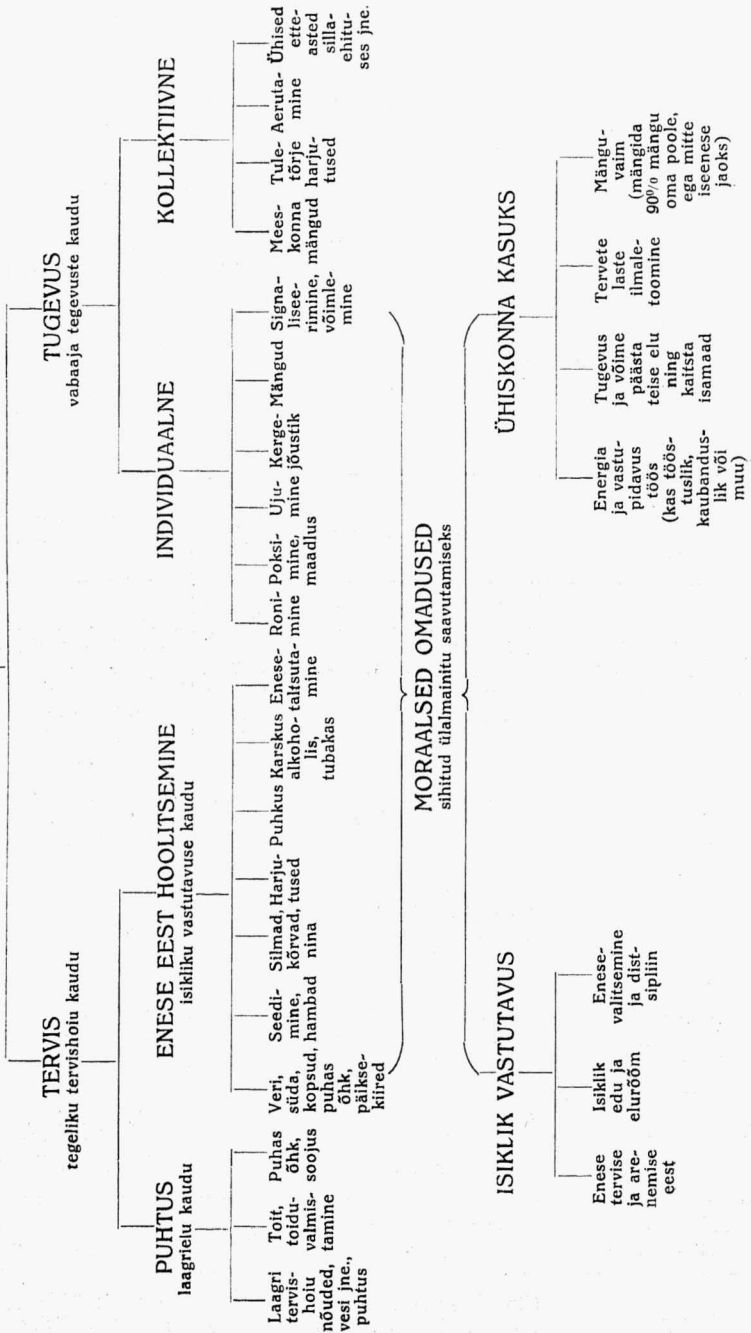 TERVIS
tegeliku tervishoiu kaudu
TUGEVUS
vabaaja tegevuste kaudu
PUHTUS
laagrielu kaudu
ENESE EEST HOOLITSEMINE
isikliku vastutavuse kaudu
INDIVIDUAALNE
KOLLEKTIIVNE
Laagri
tervis-
hoiu
nõuded,
vesi jne.,
puhtus
Toit,
toidu-
valmis-
tamine
Puhas
õhk,
soojus
Veri,
süda,
kopsud,
puhas
õhk,
päikse-
kiired
Seedi-
mine,
hambad
Silmad,
kõrvad,
nina
Harju-
tused
Puhkus
Karskus
alkoho-
lis,
tubakas
Enese-
taltsuta-
mine
Roni-
mine
Poksi-
mine,
maadlus
Uju-
mine
Kerge-
jõustik
Mängud
Signa-
lisee-
rimine,
võimle-
mine
Mees-
konna
mängud
Tule-
tõrje
harju-
tused
Aeruta-
mine
Ühised
ette-
asted
silla-
ehitu-
ses jne.
MORAALSED OMADUSED
sihitud ülalmainitu saavutamiseks
ISIKLIK VASTUTAVUS
ÜHISKONNA KASUKS
Enese
tervise
ja are-
nemise
eest
Isiklik
edu ja
elurõõm
Enese-
valitsemine
ja dist-
sipliin
Energia
ja vastu-
pidavus
töös
(kas töös-
tuslik,
kaubandus-
lik või
muu)
Tugevus
ja võime
päästa
teise elu
ning
kaitsta
isamaad
Tervete
laste
ilmale-
toomine
Mängu-
vaim
(mängida
90% mängu
oma poole,
ega mitte
iseenese
jaoks)